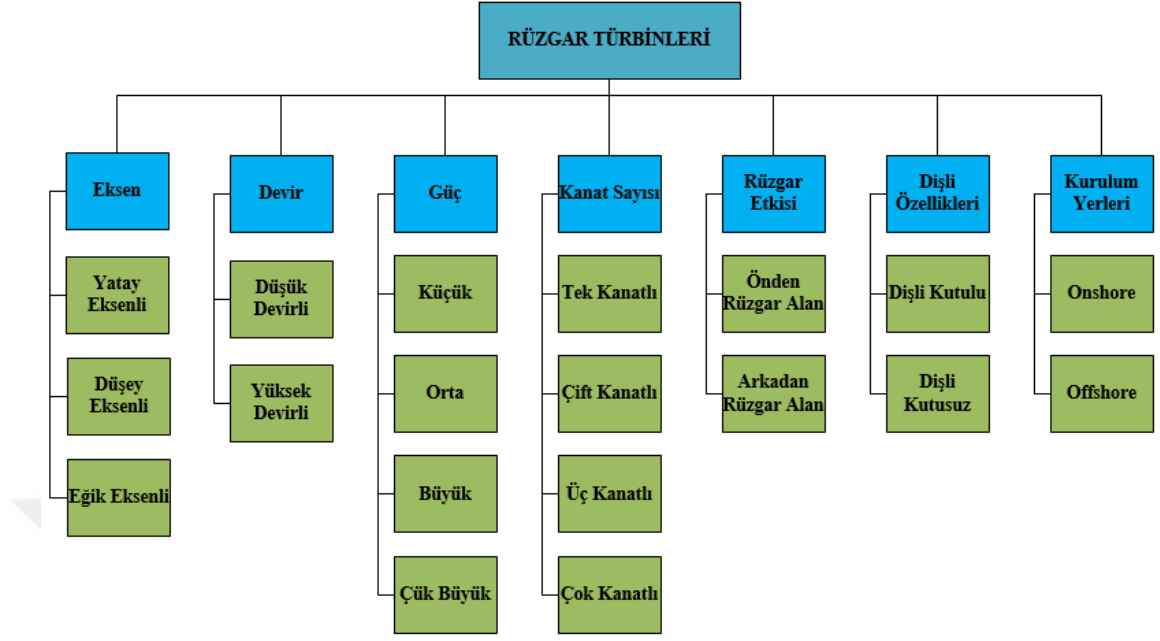 RÜZGAR TÜRBİNLERİ
Eksen
Yatay
Eksenli
Düşey
Eksenli
Eğik Eksenli
Devir
Düşük
Devirli
Yüksek
Devirli
Güç
Küçük
Orta
Büyük
Çük Büyük
Kanat Sayısı
Tek Kanatlı
Çift Kanatlı
Üç Kanatlı
Çok Kanatlı
Rüzgar
Etkisi
Önden
Rüzgar Alan
Arkadan
Rüzgar Alan
Dişli
Özellikleri
Dişli Kutulu
Dişli
Kutusuz
Kurulum
Yerleri
Onshore
Offshore